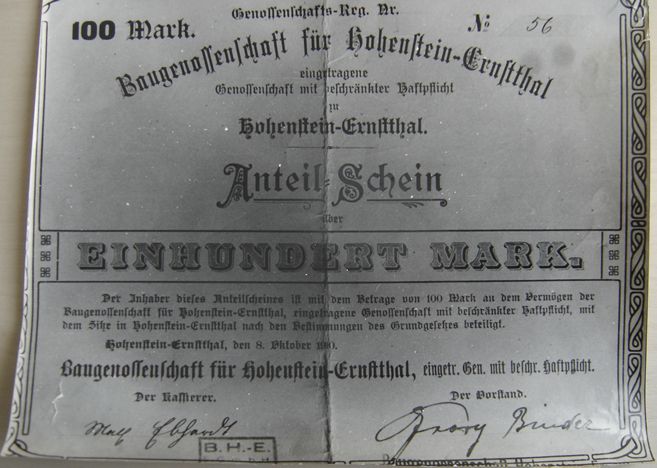 Genossenschafts-Reg. Nr.
100 Mark. № 56
Baugenossenschaft für Hohenstein-Ernstthal
eingetragene
Genossenschaft mit beschränkter Haftpflicht
zu
Hohenstein-Ernstthal.
Anteil-Schein
über
EINHUNDERT MARK.
Der Inhaber dieses Anteilscheines ist mit dem Betrage von 100 Mark an dem Vermögen der
Baugenossenschaft für Hohenstein-Ernstthal, eingetragene Genossenschaft mit beschränkter Haftpflicht, mit
dem Sitze in Hohenstein-Ernstthal nach den Bestimmungen des Grundgesetzes beteiligt.
Hohenstein-Ernstthal, den 8. Oktober
Baugenossenschaft für Hohenstein-Ernstthal, eingetr. Gen. mit beschr. Haftpflicht.
Der Kassierer. Der Vorstand.
Ebhardt Georg Binder
B. H.-E.